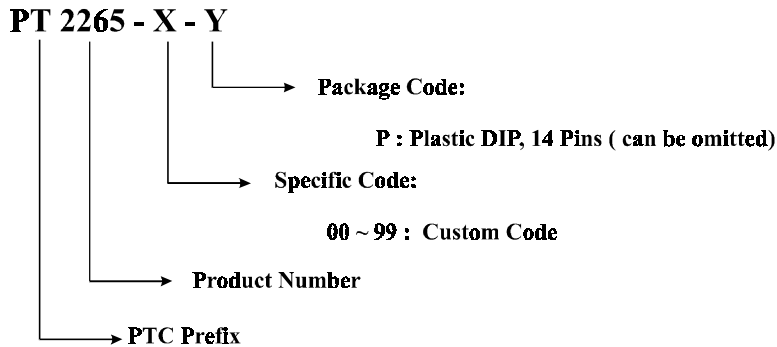 PT 2265 - X - Y
Package Code:
P : Plastic DIP, 14 Pins ( can be omitted)
Specific Code:
00 ~ 99 : Custom Code
Product Number
PTC Prefix